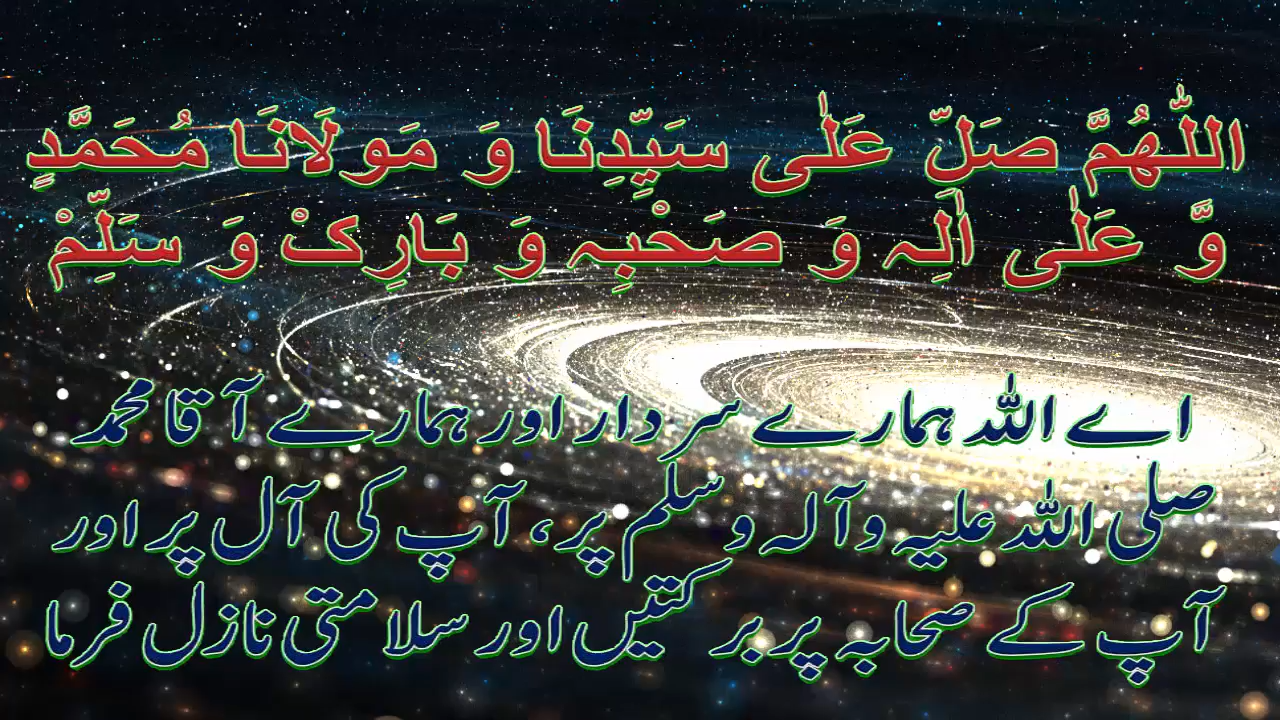 اللّٰهُمَّ صَلِّ عَلٰی سَیِّدِنَا وَ مَولَانَا مُحَمَّدٍ
وَّ عَلٰی اٰلِہ وَ صَحْبِہ وَ بَارِکْ وَ سَلِّمْ
اے اللہ ہمارے سردار اور ہمارے آقا محمد
صلی اللہ علیہ وآلہ وسلم پر، آپ کی آل پر اور
آپ کے صحابہ پر برکتیں اور سلامتی نازل فرما